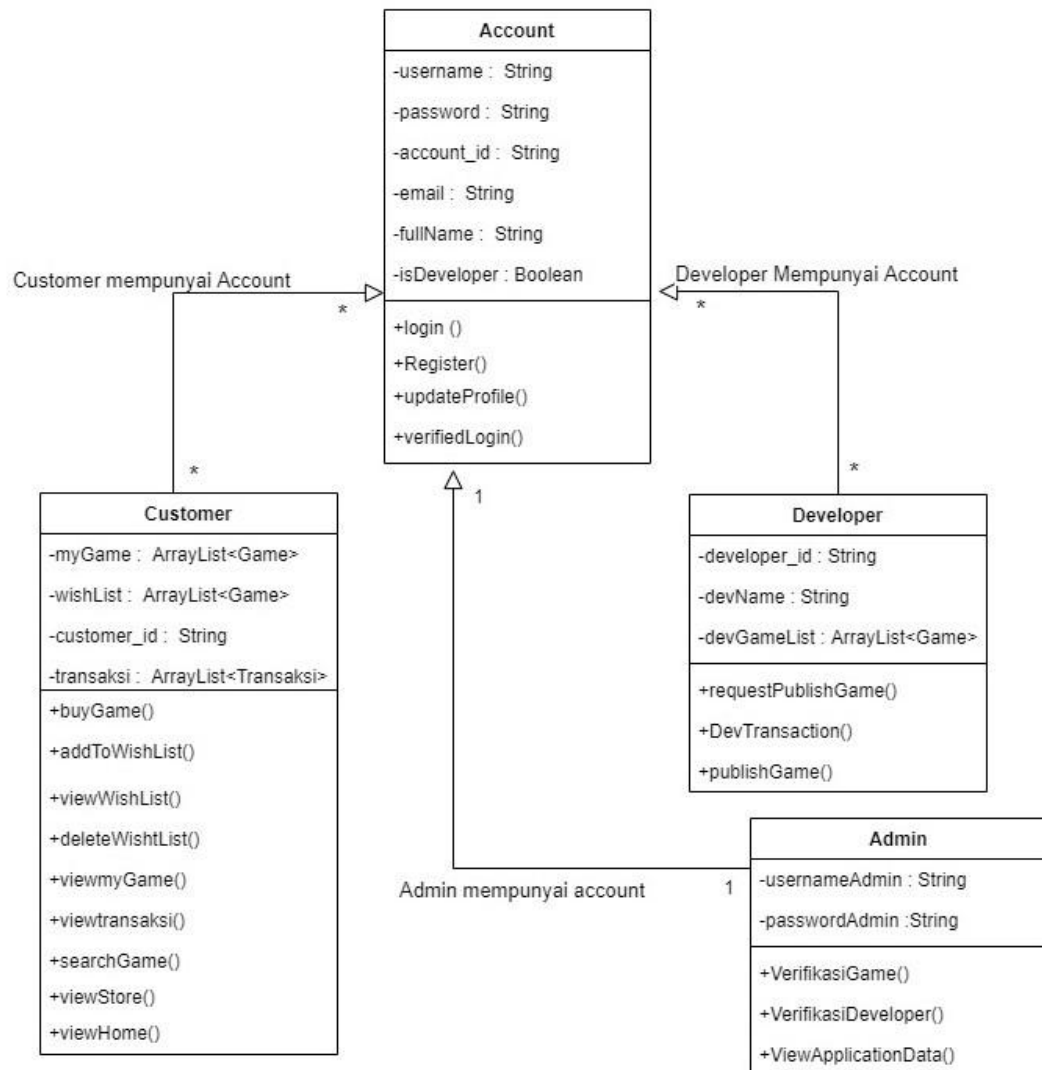 Account
-username : String
-password : String
-account_id : String
-email : String
-fullName : String
-isDeveloper : Boolean
+login ()
+Register()
+updateProfile()
+verifiedLogin()
Customer mempunyai Account
*
*
Developer Mempunyai Account
*
*
1
Customer
-myGame : ArrayList<Game>
-wishList : ArrayList<Game>
-customer_id : String
-transaksi : ArrayList<Transaksi>
+buyGame()
+addToWishList()
+viewWishList()
+deleteWishtList()
+viewmyGame()
+viewtransaksi()
+searchGame()
+viewStore()
+viewHome()
Developer
-developer_id : String
-devName : String
-devGameList : ArrayList<Game>
+requestPublishGame()
+DevTransaction()
+publishGame()
Admin mempunyai account
1
Admin
-usernameAdmin : String
-passwordAdmin :String
+VerifikasiGame()
+VerifikasiDeveloper()
+ViewApplicationData()